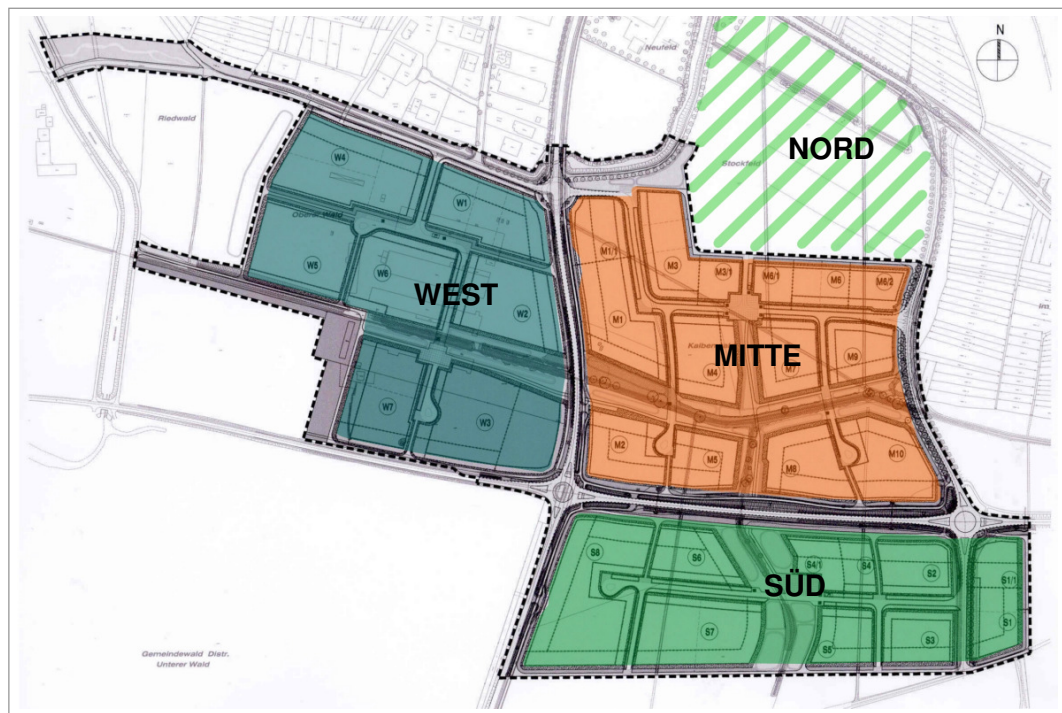 N
Neufeld
Riedwald
NORD
Stockfeld
W4
W1
Oberer Wald
M1/1
M3
M3/1
M6/1
M6
M6/2
W5
W6
WEST
W2
M1
MITTE
M4
M7
M9
W7
W3
M2
M5
M8
M10
S8
S6
S4/1
S4
S2
S1/1
SÜD
S7
S5
S3
S1
Gemeindewald Distr.
Unterer Wald